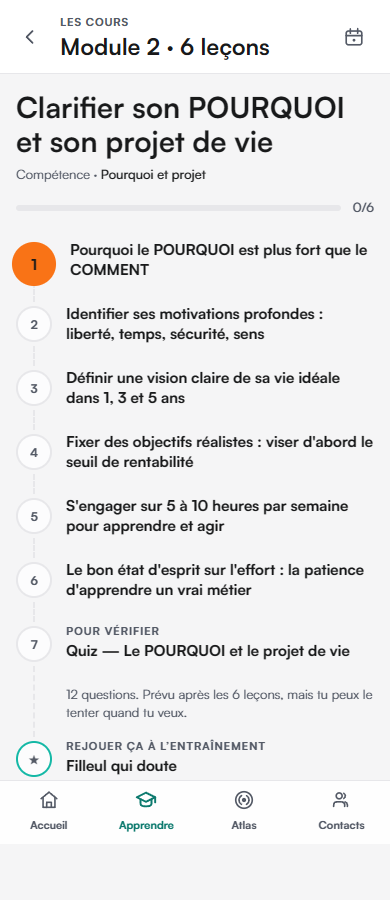 LES COURS
Module 2 · 6 leçons
Clarifier son POURQUOI
et son projet de vie
Compétence · Pourquoi et projet
0/6
1
Pourquoi le POURQUOI est plus fort que le
COMMENT
2
Identifier ses motivations profondes :
liberté, temps, sécurité, sens
3
Définir une vision claire de sa vie idéale
dans 1, 3 et 5 ans
4
Fixer des objectifs réalistes : viser d'abord le
seuil de rentabilité
5
S'engager sur 5 à 10 heures par semaine
pour apprendre et agir
6
Le bon état d'esprit sur l'effort : la patience
d'apprendre un vrai métier
7
POUR VÉRIFIER
Quiz — Le POURQUOI et le projet de vie
12 questions. Prévu après les 6 leçons, mais tu peux le
tenter quand tu veux.
REJOUER ÇA À L'ENTRAÎNEMENT
Filleul qui doute
Accueil
Apprendre
Atlas
Contacts